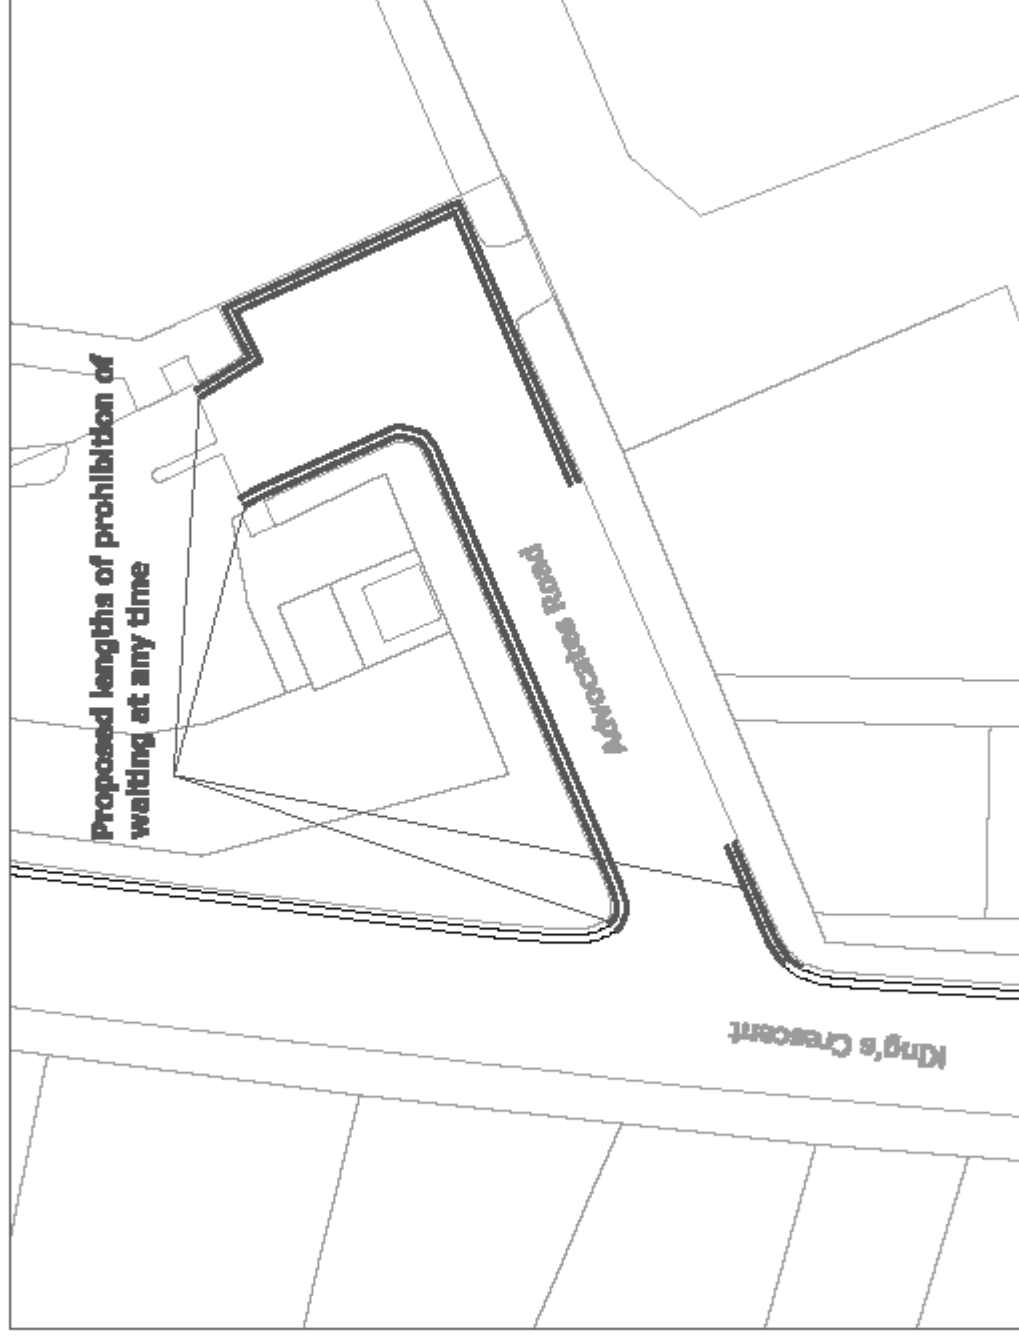 Proposed lengths of prohibition of
waiting at any time
Advocates Road
King's Crescent